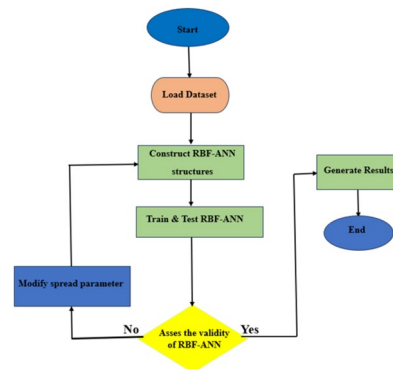 Start
Load Dataset
Construct RBF-ANN
structures
Generate Results
Train & Test RBF-ANN
End
Modify spread parameter
No
Asses the validity
of RBF-ANN
Yes